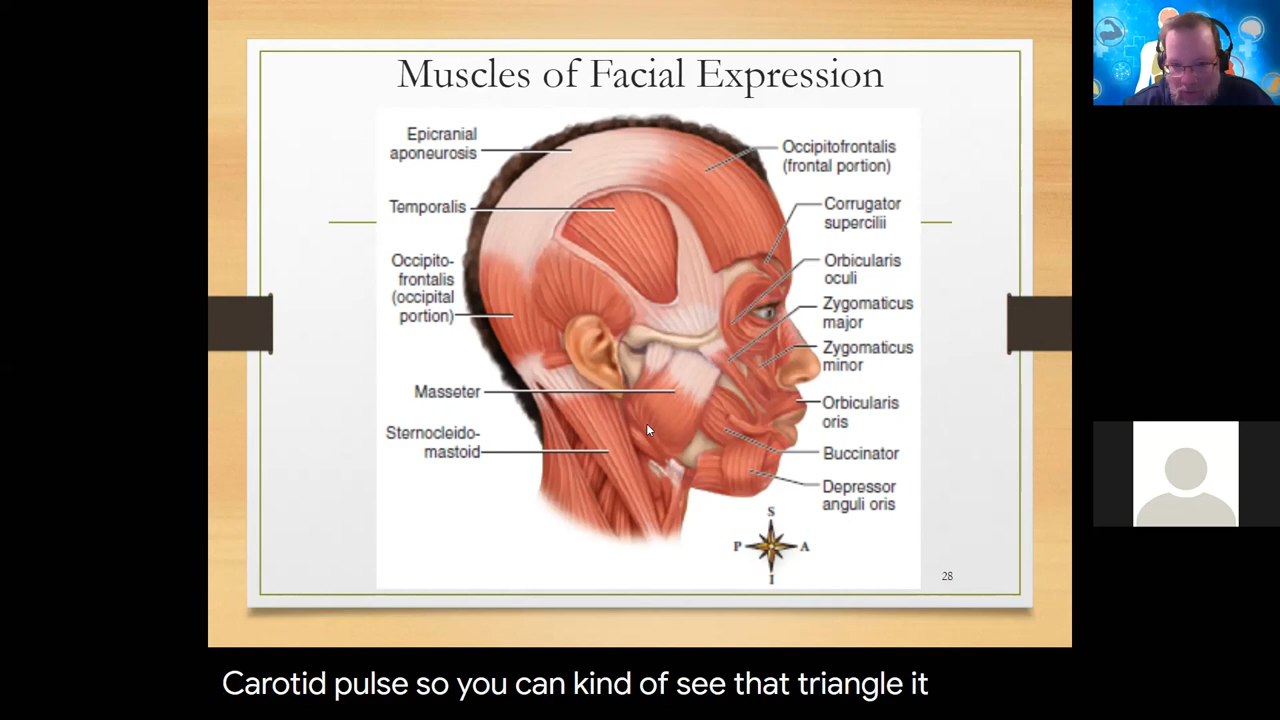 Muscles of Facial Expression
Epicranial
aponeurosis
Temporalis
Occipito-
frontalis
(occipital
portion)
Masseter
Sternocleido-
mastoid
Occipitofrontalis
(frontal portion)
Corrugator
supercilii
Orbicularis
oculi
Zygomaticus
major
Zygomaticus
minor
Orbicularis
oris
Buccinator
Depressor
anguli oris
S
P A
I
28
Carotid pulse so you can kind of see that triangle it